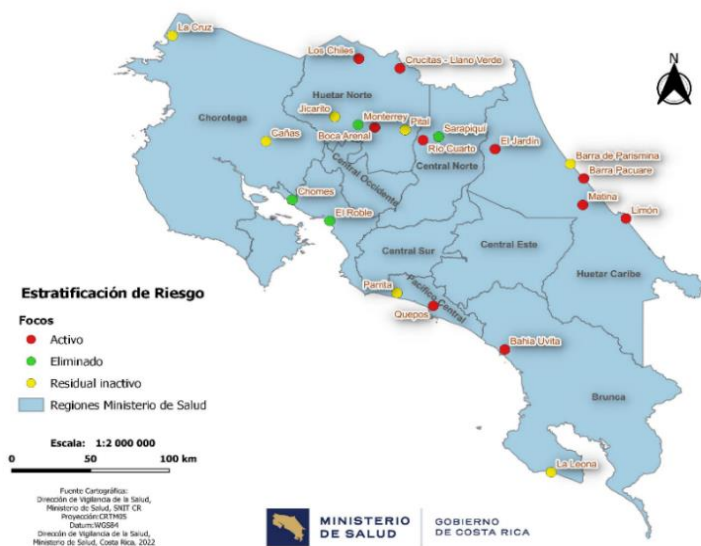 La Cruz
Los Chiles
Crucitas - Llano Verde
N
Huetar Norte
Chorotega
Jicarito
Monterrey
Pital
Sarapiquí
Cañas
Boca Arenal
Río Cuarto
El Jardín
Central Norte
Barra de Parismina
Central Occidente
Barra Pacuare
Chomes
Matina
El Roble
Limón
Central Sur
Central Este
Huetar Caribe
Estratificación de Riesgo
Parrita
Pacífico Central
Focos
Quepos
Activo
Bahía Uvita
Eliminado
Residual inactivo
Brunca
Regiones Ministerio de Salud
Escala: 1:2 000 000
0 50 100 km
La Leona
Fuente Cartográfica:
Dirección de Vigilancia de la Salud,
Ministerio de Salud, SNIT CR
Proyección:CRTM05
Datum:WGS84
Dirección de Vigilancia de la Salud,
Ministerio de Salud, Costa Rica, 2022
MINISTERIO
DE SALUD
GOBIERNO
DE COSTA RICA